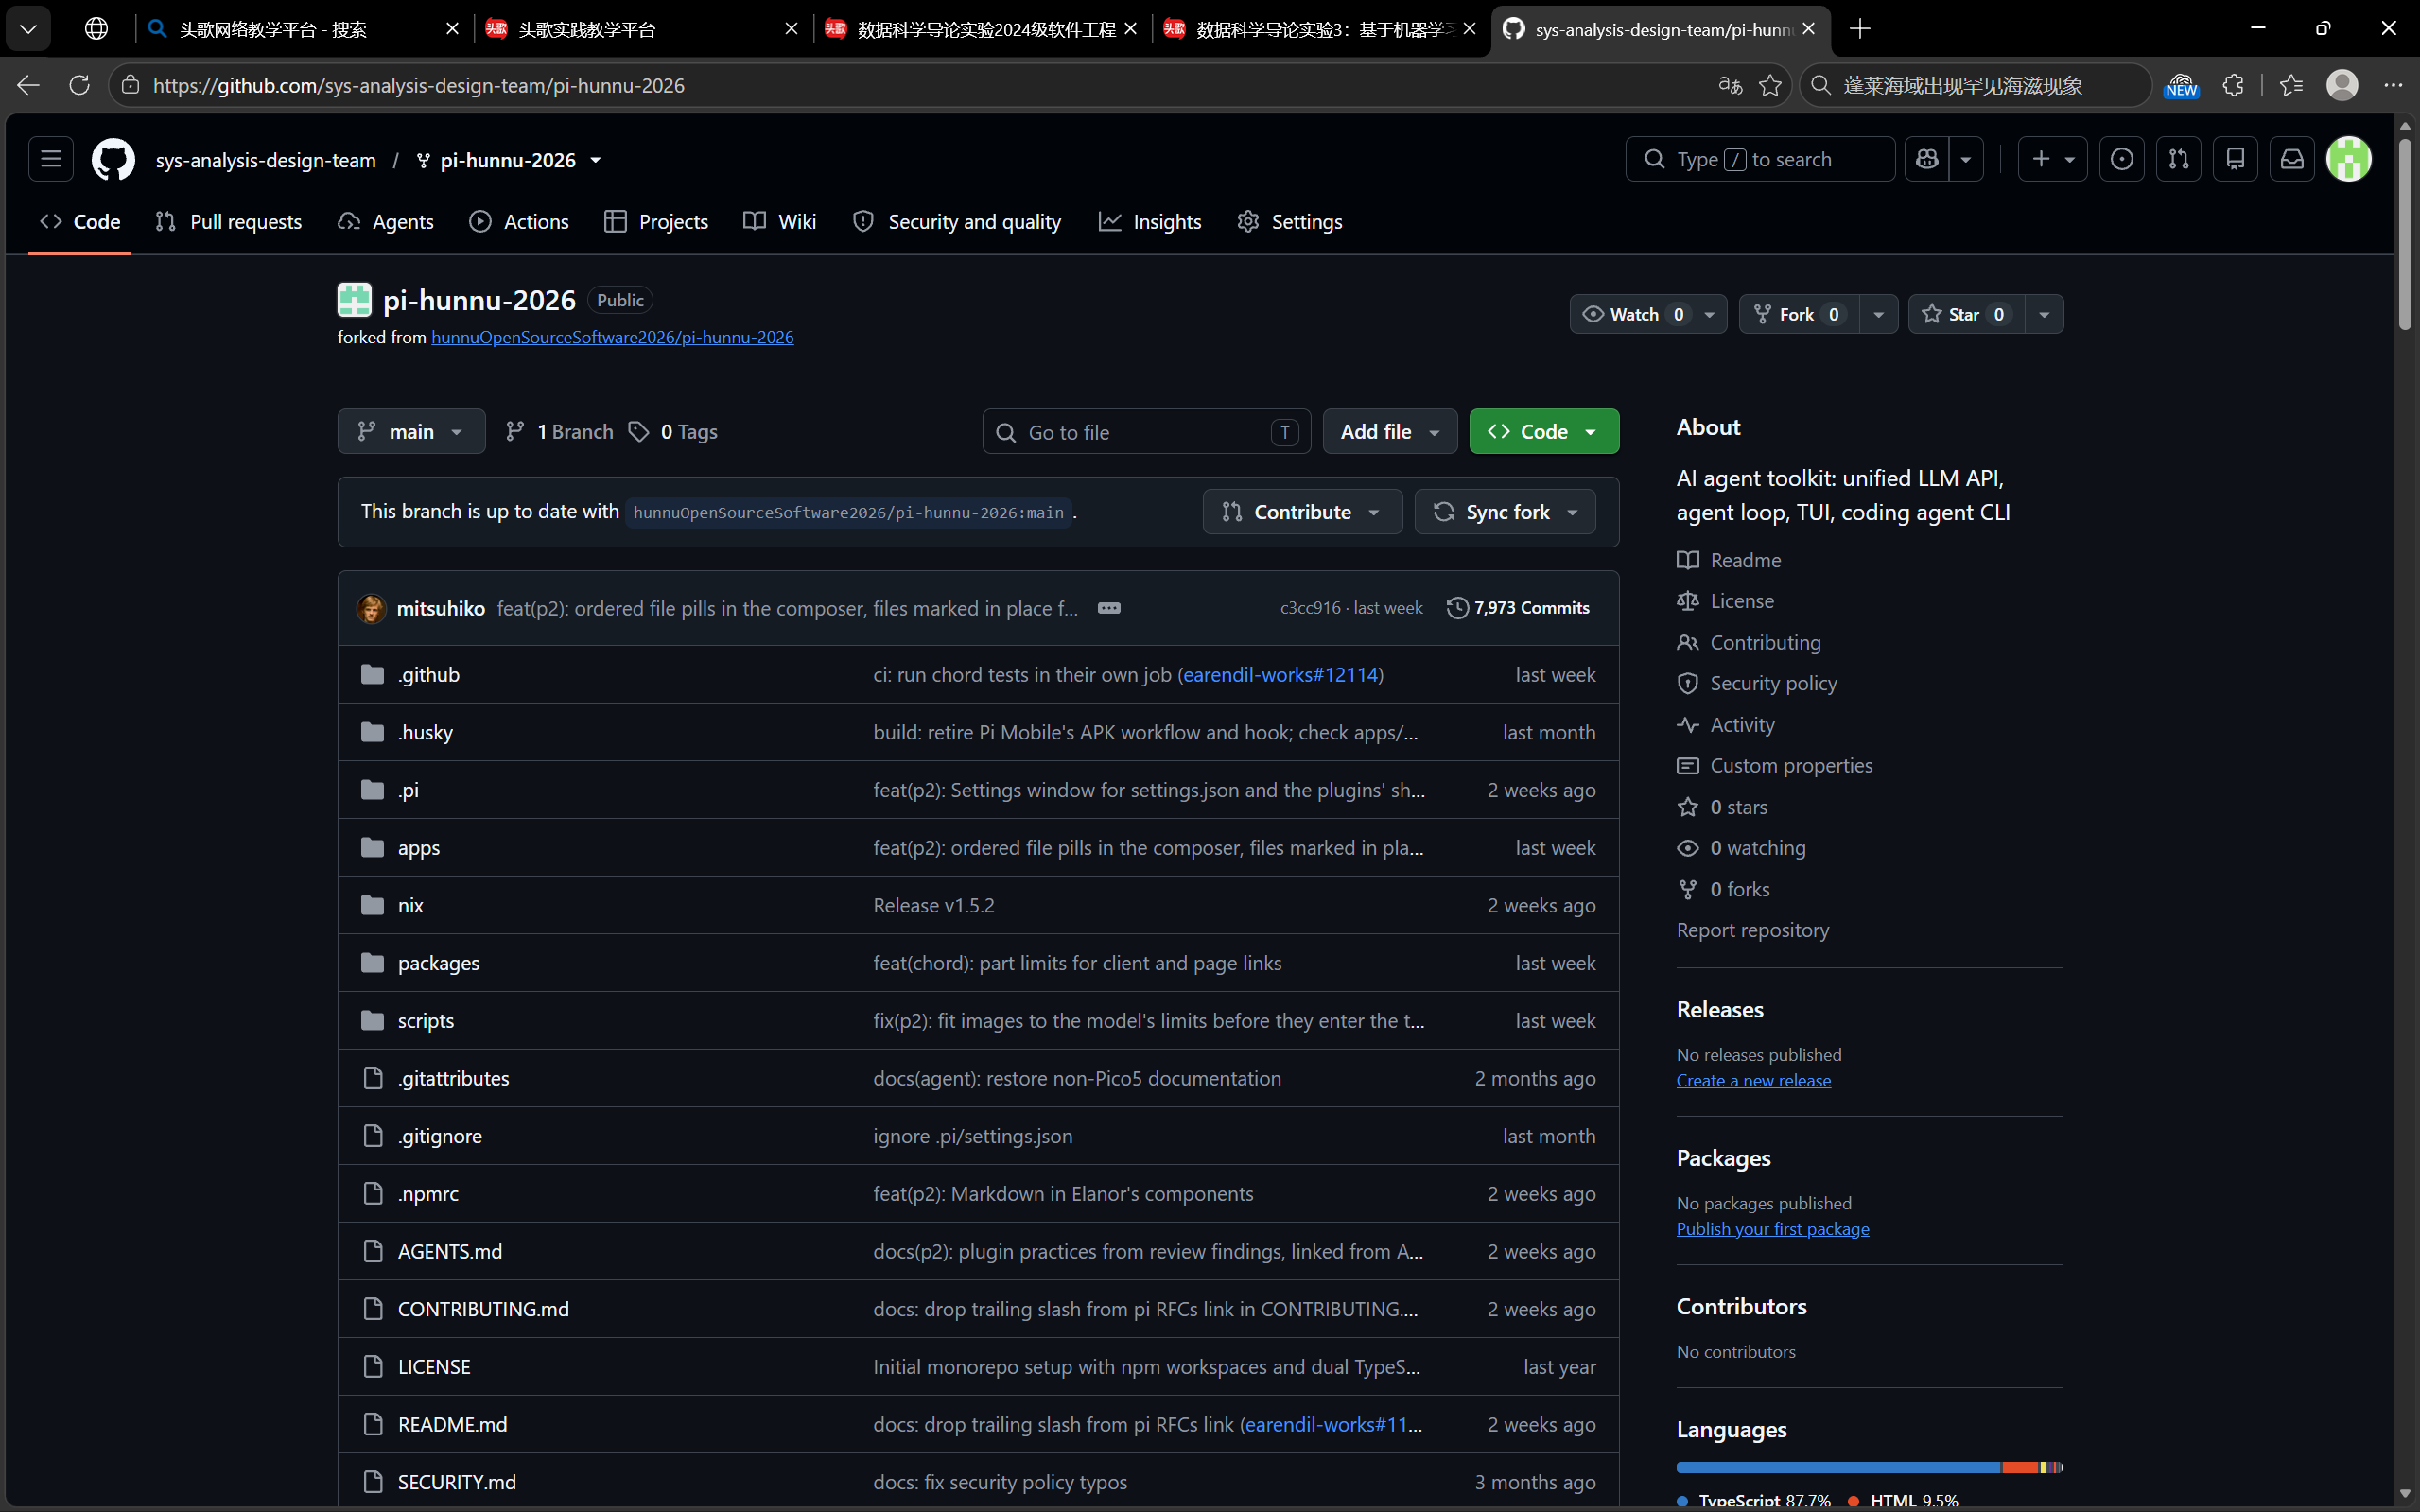 头歌网络教学平台 - 搜索
头歌 头歌实践教学平台
头歌 数据科学导论实验2024级软件工程
头歌 数据科学导论实验3：基于机器学习
sys-analysis-design-team/pi-hunnu
https://github.com/sys-analysis-design-team/pi-hunnu-2026
蓬莱海域出现罕见海滋现象
NEW
sys-analysis-design-team / pi-hunnu-2026
Type / to search
Code
Pull requests
Agents
Actions
Projects
Wiki
Security and quality
Insights
Settings
pi-hunnu-2026 Public
forked from hunnuOpenSourceSoftware2026/pi-hunnu-2026
Watch 0
Fork 0
Star 0
main
1 Branch
0 Tags
Go to file T
Add file
Code
This branch is up to date with hunnuOpenSourceSoftware2026/pi-hunnu-2026:main .
Contribute
Sync fork
mitsuhiko feat(p2): ordered file pills in the composer, files marked in place f... c3cc916 · last week 7,973 Commits
.github ci: run chord tests in their own job (earendil-works#12114) last week
.husky build: retire Pi Mobile's APK workflow and hook; check apps/... last month
.pi feat(p2): Settings window for settings.json and the plugins' sh... 2 weeks ago
apps feat(p2): ordered file pills in the composer, files marked in pla... last week
nix Release v1.5.2 2 weeks ago
packages feat(chord): part limits for client and page links last week
scripts fix(p2): fit images to the model's limits before they enter the t... last week
.gitattributes docs(agent): restore non-Pico5 documentation 2 months ago
.gitignore ignore .pi/settings.json last month
.npmrc feat(p2): Markdown in Elanor's components 2 weeks ago
AGENTS.md docs(p2): plugin practices from review findings, linked from A... 2 weeks ago
CONTRIBUTING.md docs: drop trailing slash from pi RFCs link in CONTRIBUTING.... 2 weeks ago
LICENSE Initial monorepo setup with npm workspaces and dual TypeS... last year
README.md docs: drop trailing slash from pi RFCs link (earendil-works#11... 2 weeks ago
SECURITY.md docs: fix security policy typos 3 months ago
About
AI agent toolkit: unified LLM API,
agent loop, TUI, coding agent CLI
Readme
License
Contributing
Security policy
Activity
Custom properties
0 stars
0 watching
0 forks
Report repository
Releases
No releases published
Create a new release
Packages
No packages published
Publish your first package
Contributors
No contributors
Languages
TypeScript 87.7% HTML 9.5%